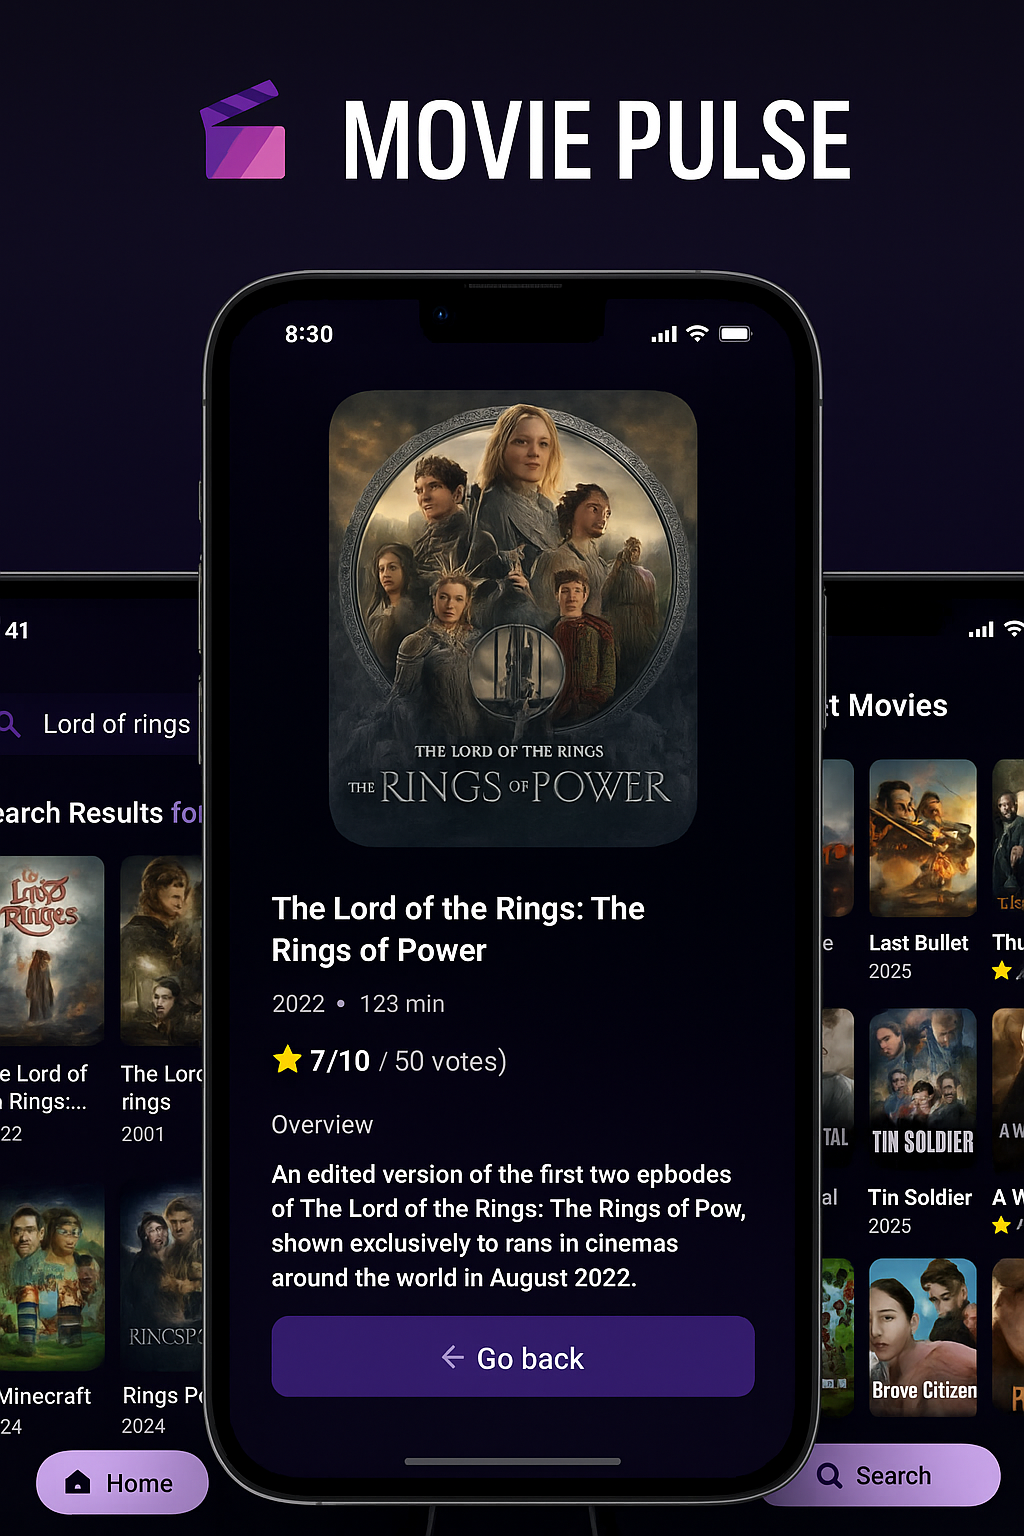 MOVIE PULSE
8:30
THE LORD OF THE RINGS
THE RINGS OF POWER
The Lord of the Rings: The
Rings of Power
2022 • 123 min
7/10 / 50 votes)
Overview
An edited version of the first two epbodes
of The Lord of the Rings: The Rings of Pow,
shown exclusively to rans in cinemas
around the world in August 2022.
← Go back
41
Lord of rings
earch Results for
Ringes
e Lord of
Rings:...
22
The Lord
rings
2001
Minecraft
24
RINCSP
Rings P
2024
Home
t Movies
e
Last Bullet
2025
Thu
TAL
TIN SOLDIER
A W
al
Tin Soldier
2025
A W
Brove Citizen
P
Search